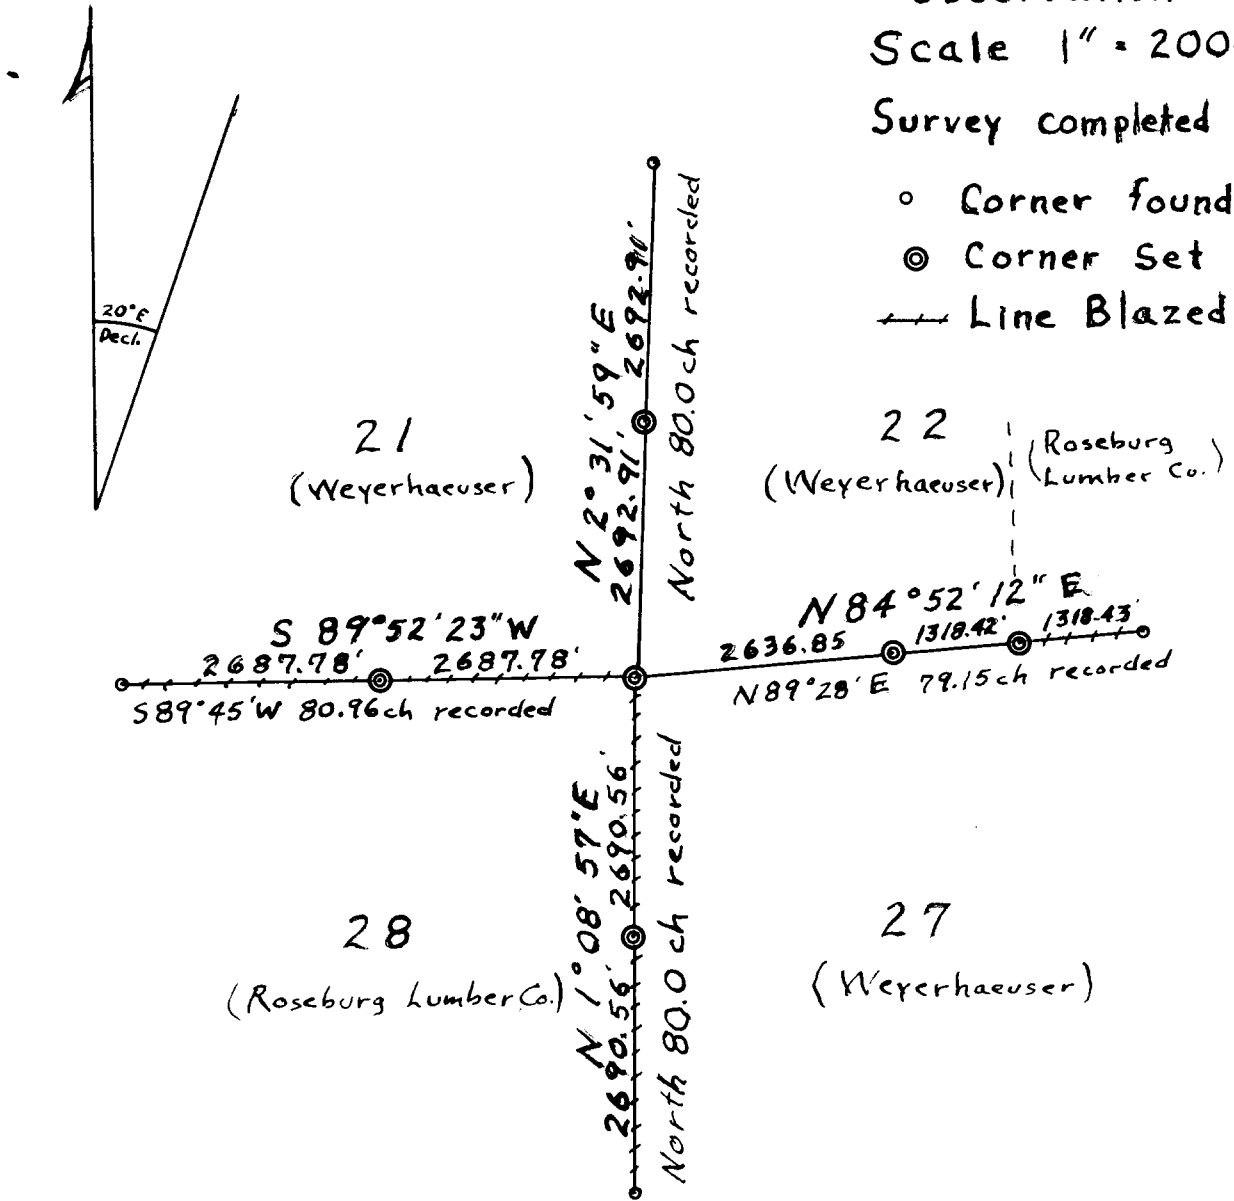 Scale 1" = 200
Survey completed
Corner found
Corner Set
Line Blazed
20°E
Decl.
21
(Weyerhaeuser)
22
(Weyerhaeuser)
(Roseburg
Lumber Co.)
N 2° 31' 59" E
2692.91' 2692.91'
North 80.0 ch recorded
S 89°52'23"W
2687.78' 2687.78'
S89°45'W 80.96ch recorded
N 84°52'12" E
2636.85 1318.42' 1318.43'
N89°28'E 79.15ch recorded
N 1° 08' 57"E
2690.56' 2690.56'
North 80.0 ch recorded
28
(Roseburg Lumber Co.)
27
(Weyerhaeuser)